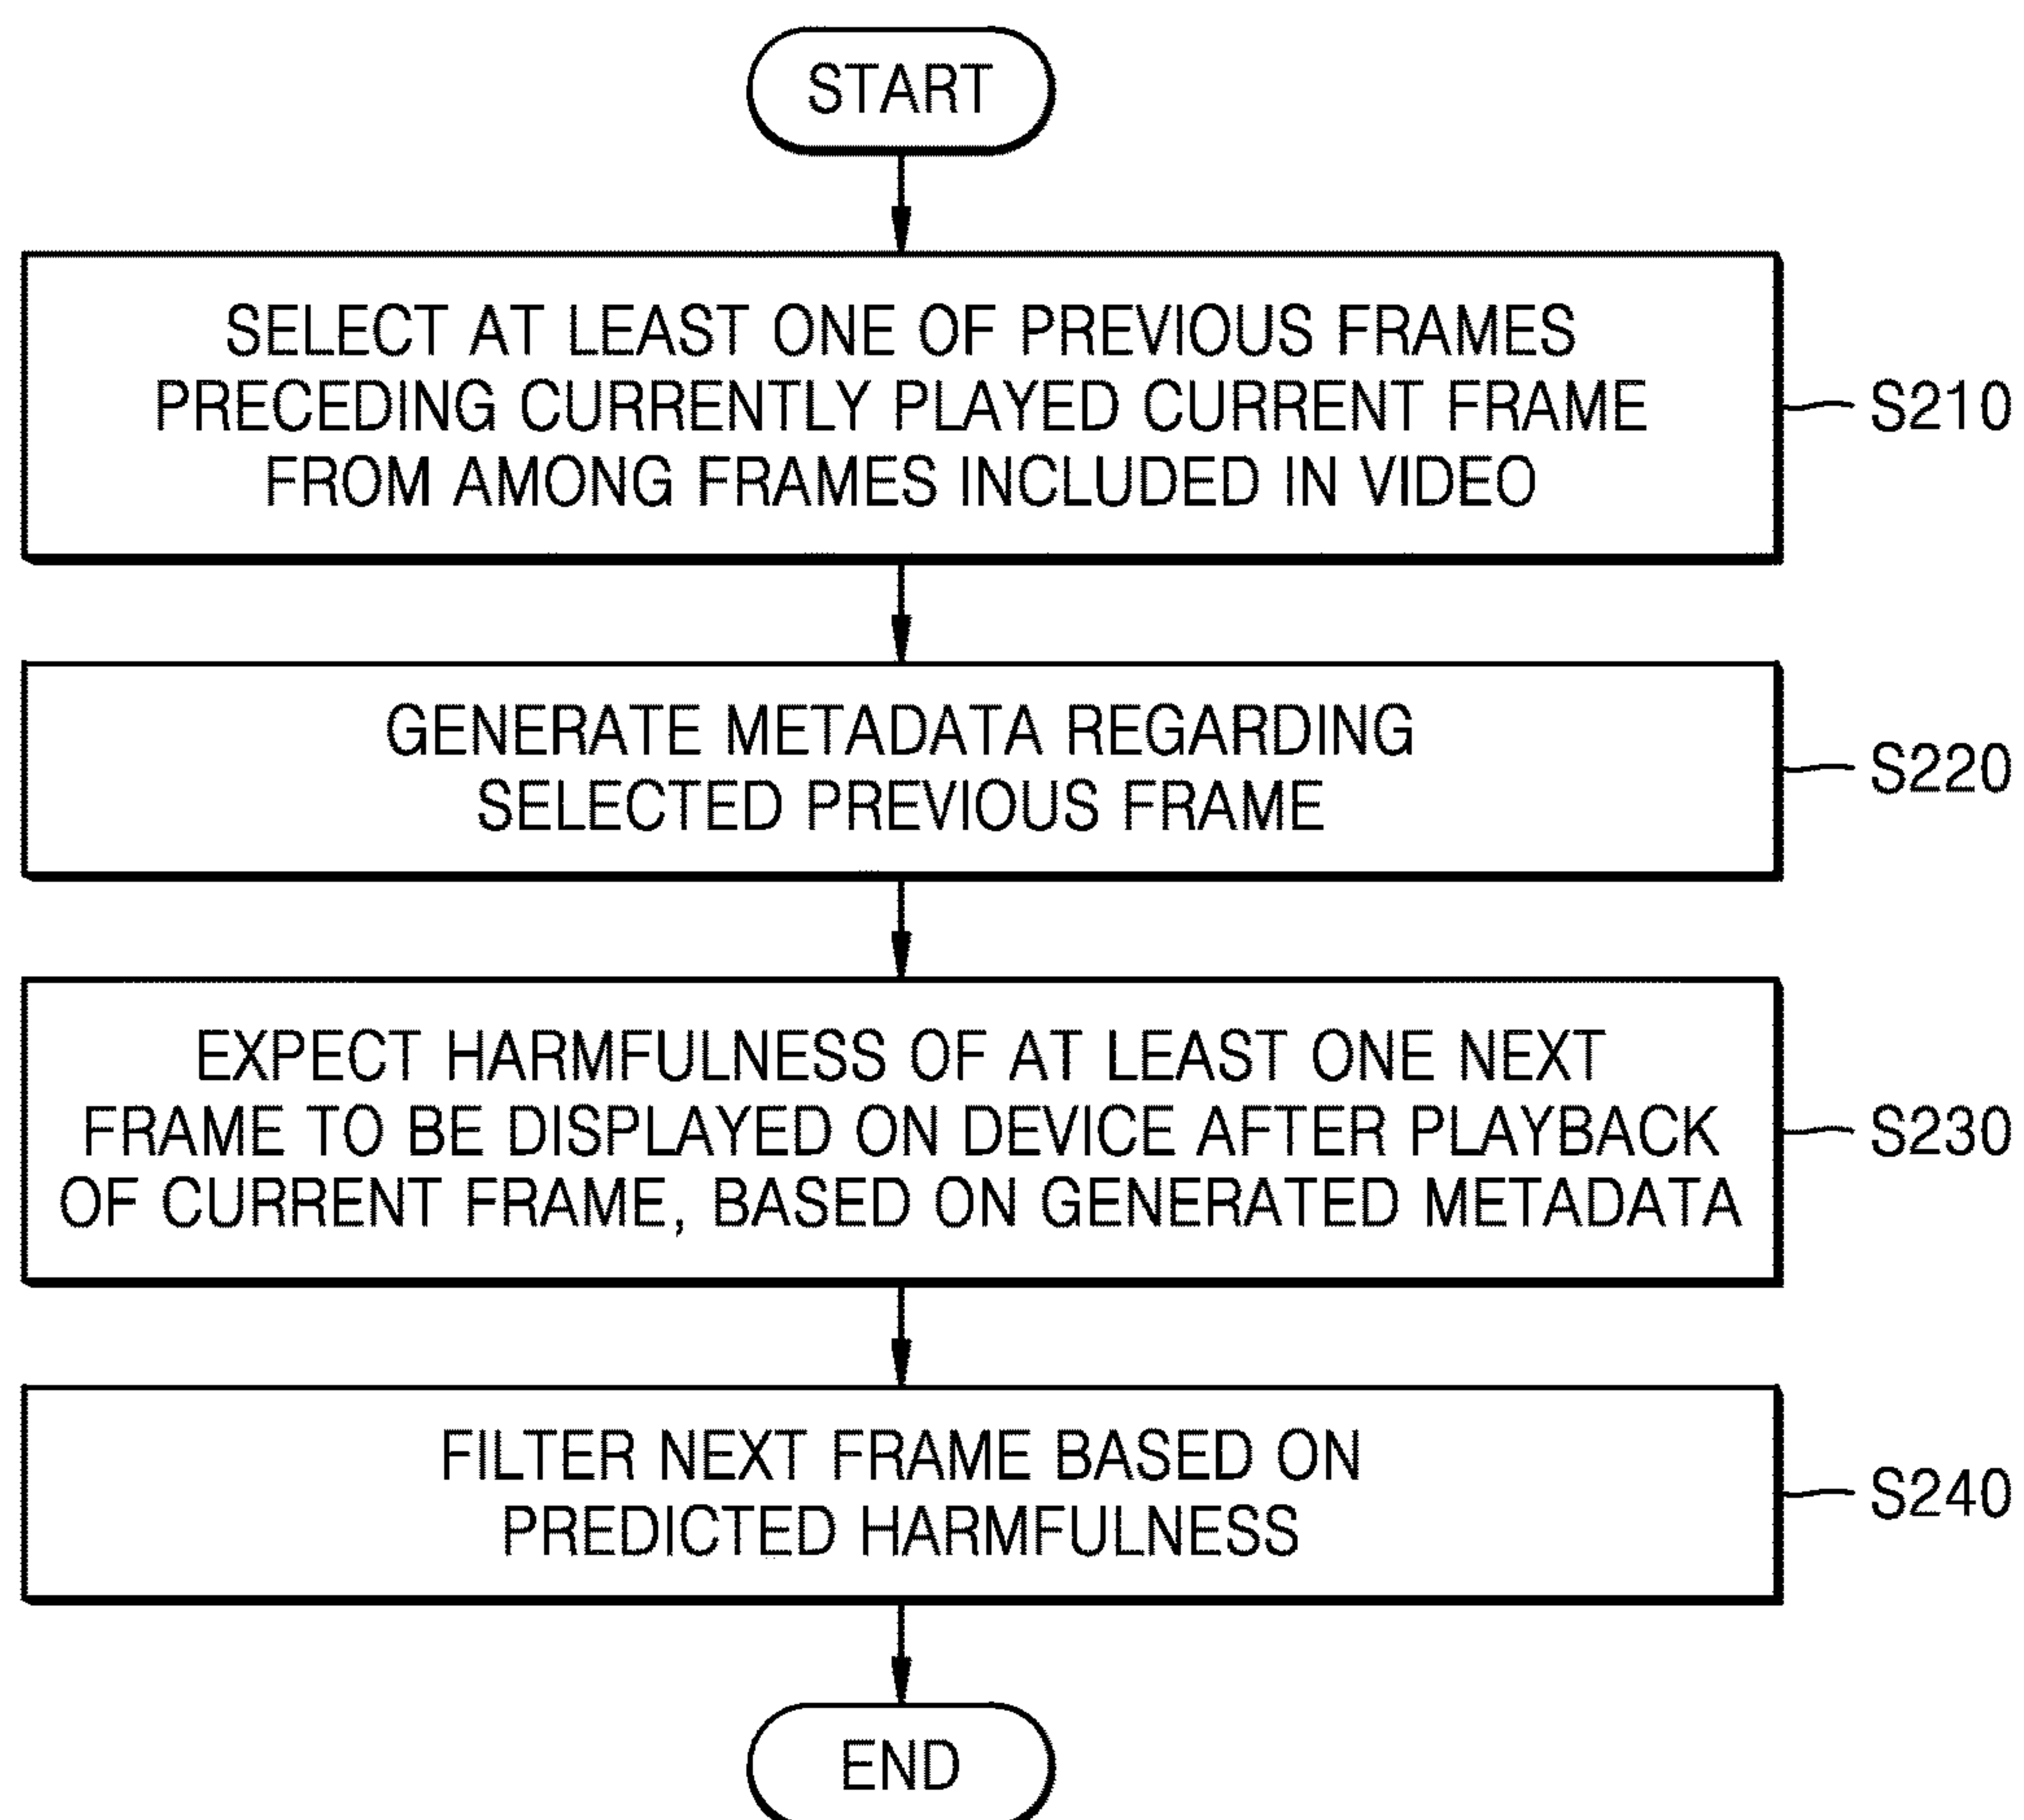 START
SELECT AT LEAST ONE OF PREVIOUS FRAMES
PRECEDING CURRENTLY PLAYED CURRENT FRAME
FROM AMONG FRAMES INCLUDED IN VIDEO
S210
GENERATE METADATA REGARDING
SELECTED PREVIOUS FRAME
S220
EXPECT HARMFULNESS OF AT LEAST ONE NEXT
FRAME TO BE DISPLAYED ON DEVICE AFTER PLAYBACK
OF CURRENT FRAME, BASED ON GENERATED METADATA
S230
FILTER NEXT FRAME BASED ON
PREDICTED HARMFULNESS
S240
END